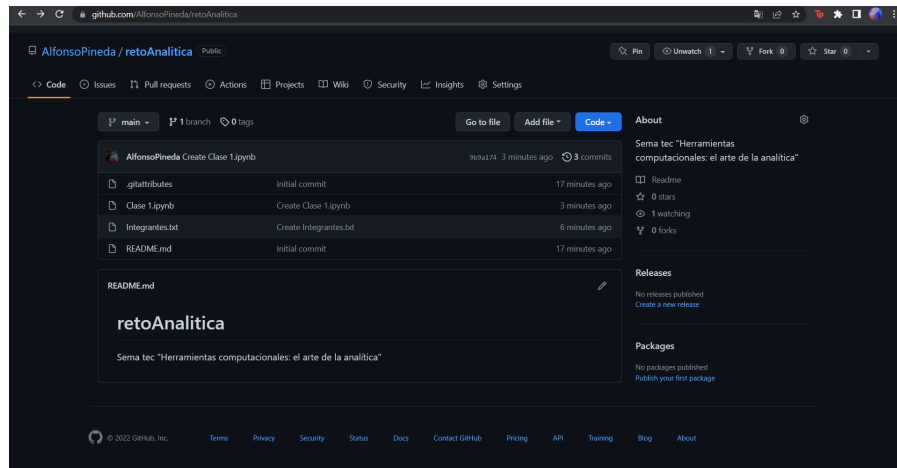 github.com/AlfonsoPineda/retoAnalitica
AlfonsoPineda / retoAnalitica Public
Pin Unwatch 1 Fork 0 Star 0
Code Issues Pull requests Actions Projects Wiki Security Insights Settings
main 1 branch 0 tags Go to file Add file Code
AlfonsoPineda Create Clase 1.ipynb 9b9a174 3 minutes ago 3 commits
.gitattributes Initial commit 17 minutes ago
Clase 1.ipynb Create Clase 1.ipynb 3 minutes ago
Integrantes.txt Create Integrantes.txt 6 minutes ago
README.md Initial commit 17 minutes ago
README.md
retoAnalitica
Sema tec "Herramientas computacionales: el arte de la analítica"
About
Sema tec "Herramientas
computacionales: el arte de la analítica"
Readme
0 stars
1 watching
0 forks
Releases
No releases published
Create a new release
Packages
No packages published
Publish your first package
© 2022 GitHub, Inc. Terms Privacy Security Status Docs Contact GitHub Pricing API Training Blog About